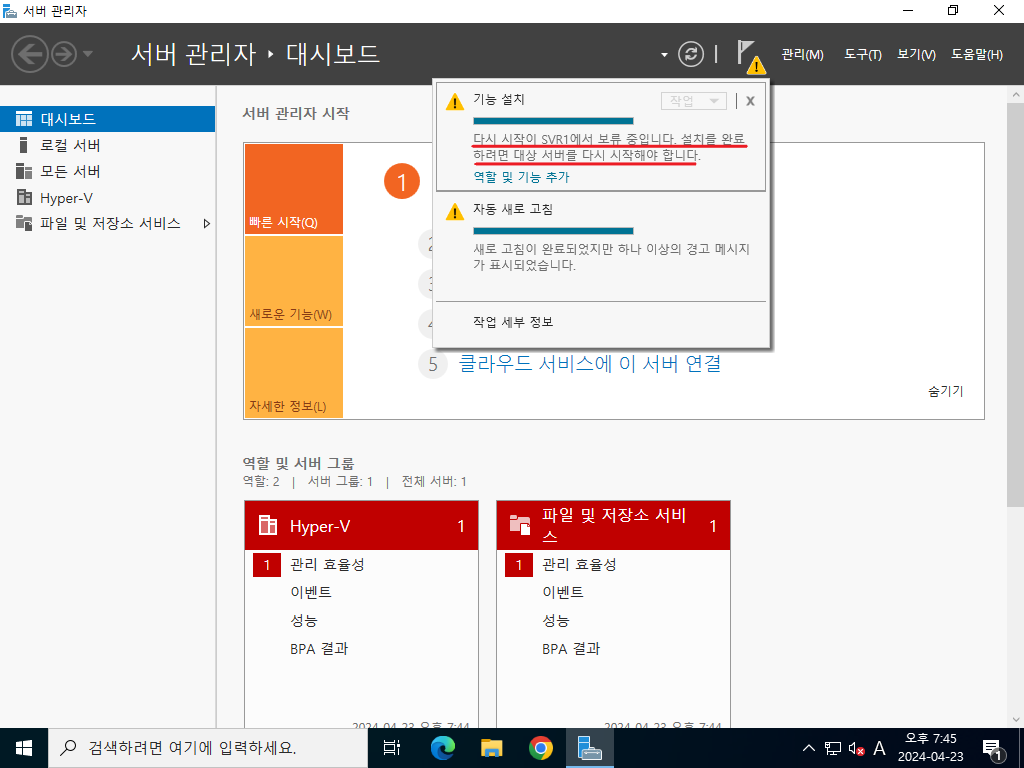 서버 관리자
서버 관리자 ‣ 대시보드
관리(M) 도구(T) 보기(V) 도움말(H)
대시보드
로컬 서버
모든 서버
Hyper-V
파일 및 저장소 서비스
서버 관리자 시작
빠른 시작(Q)
새로운 기능(W)
자세한 정보(L)
1
기능 설치
작업
X
다시 시작이 SVR1에서 보류 중입니다. 설치를 완료
하려면 대상 서버를 다시 시작해야 합니다.
역할 및 기능 추가
자동 새로 고침
새로 고침이 완료되었지만 하나 이상의 경고 메시지
가 표시되었습니다.
작업 세부 정보
2
3
4
5 클라우드 서비스에 이 서버 연결
숨기기
역할 및 서버 그룹
역할: 2 | 서버 그룹: 1 | 전체 서버: 1
Hyper-V 1
1 관리 효율성
이벤트
성능
BPA 결과
2024-04-23 오후 7:44
파일 및 저장소 서비
스
1
1 관리 효율성
이벤트
성능
BPA 결과
2024-04-23 오후 7:44
검색하려면 여기에 입력하세요.
A
오후 7:45
2024-04-23
1